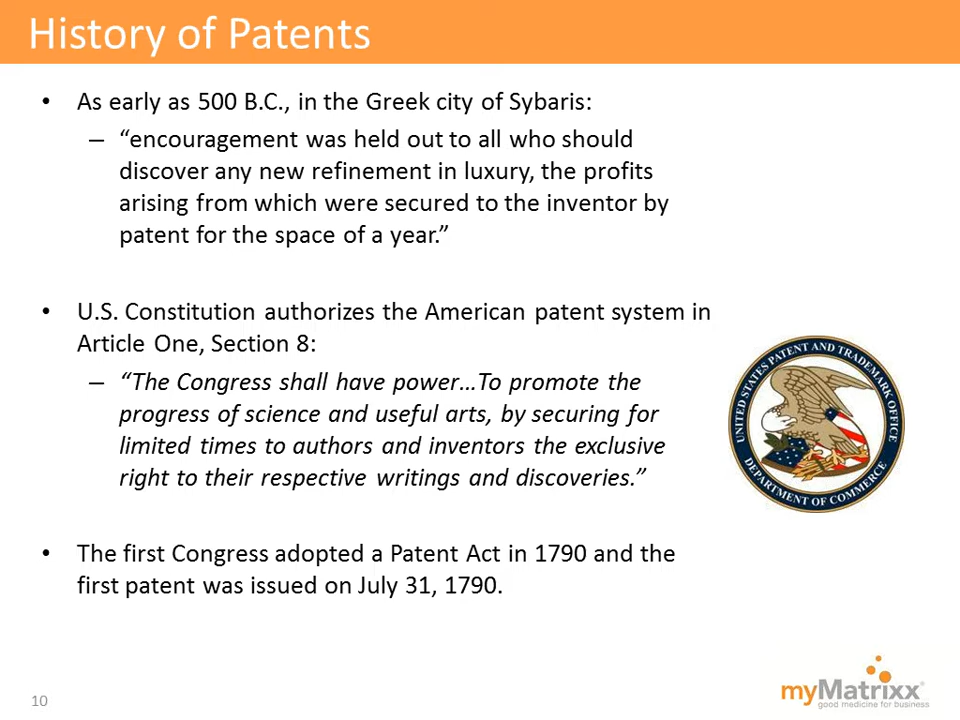 History of Patents
• As early as 500 B.C., in the Greek city of Sybaris:
– “encouragement was held out to all who should
discover any new refinement in luxury, the profits
arising from which were secured to the inventor by
patent for the space of a year.”
• U.S. Constitution authorizes the American patent system in
Article One, Section 8:
– “The Congress shall have power…To promote the
progress of science and useful arts, by securing for
limited times to authors and inventors the exclusive
right to their respective writings and discoveries.”
UNITED STATES PATENT AND TRADEMARK OFFICE
DEPARTMENT OF COMMERCE
• The first Congress adopted a Patent Act in 1790 and the
first patent was issued on July 31, 1790.
10
myMatrixx®
good medicine for business